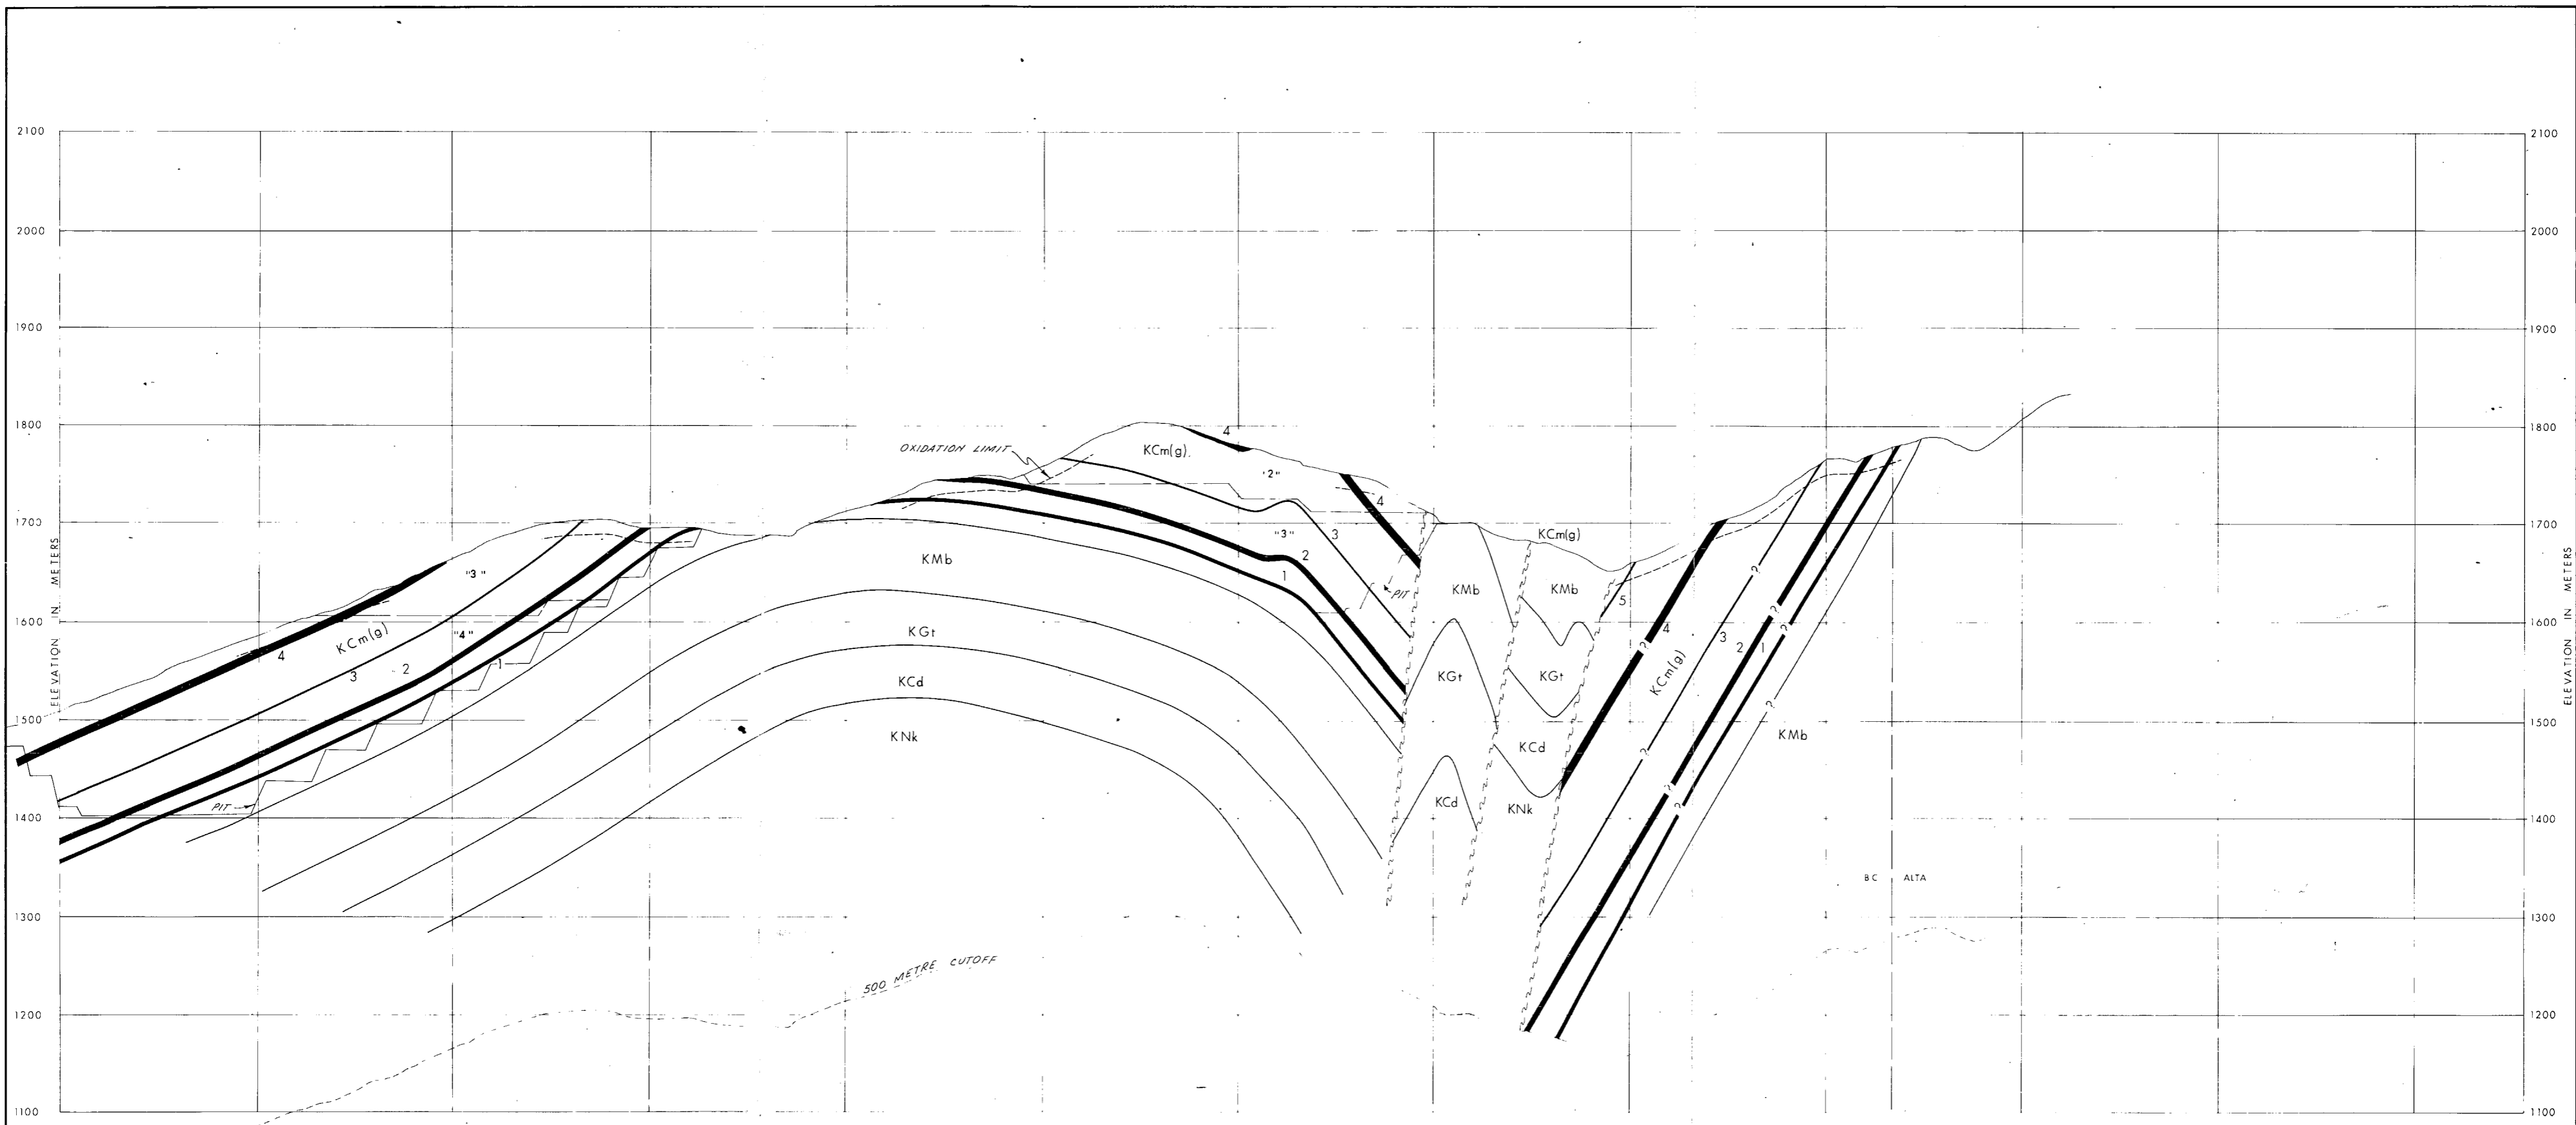 2100
2100
2000
2000
1900
1900
1800
1800
4
OXIDATION LIMIT
KCm(g)
"2"
4
1700
1700
"3"
3
KCm(g)
2
"3"
KMb
1
KMb
KMb
PIT
5
1600
1600
KCm(g)
"4"
KGt
4
?
?
3
2
1
?
?
4
3
2
1
KCd
KGt
KGt
KCm(g)
ELEVATION IN METERS
ELEVATION IN METERS
1500
1500
KNk
KCd
?
?
KMb
?
PIT
KCd
KNk
?
1400
1400
BC ALTA
1300
1300
500 METRE CUTOFF
1200
1200
1100
1100